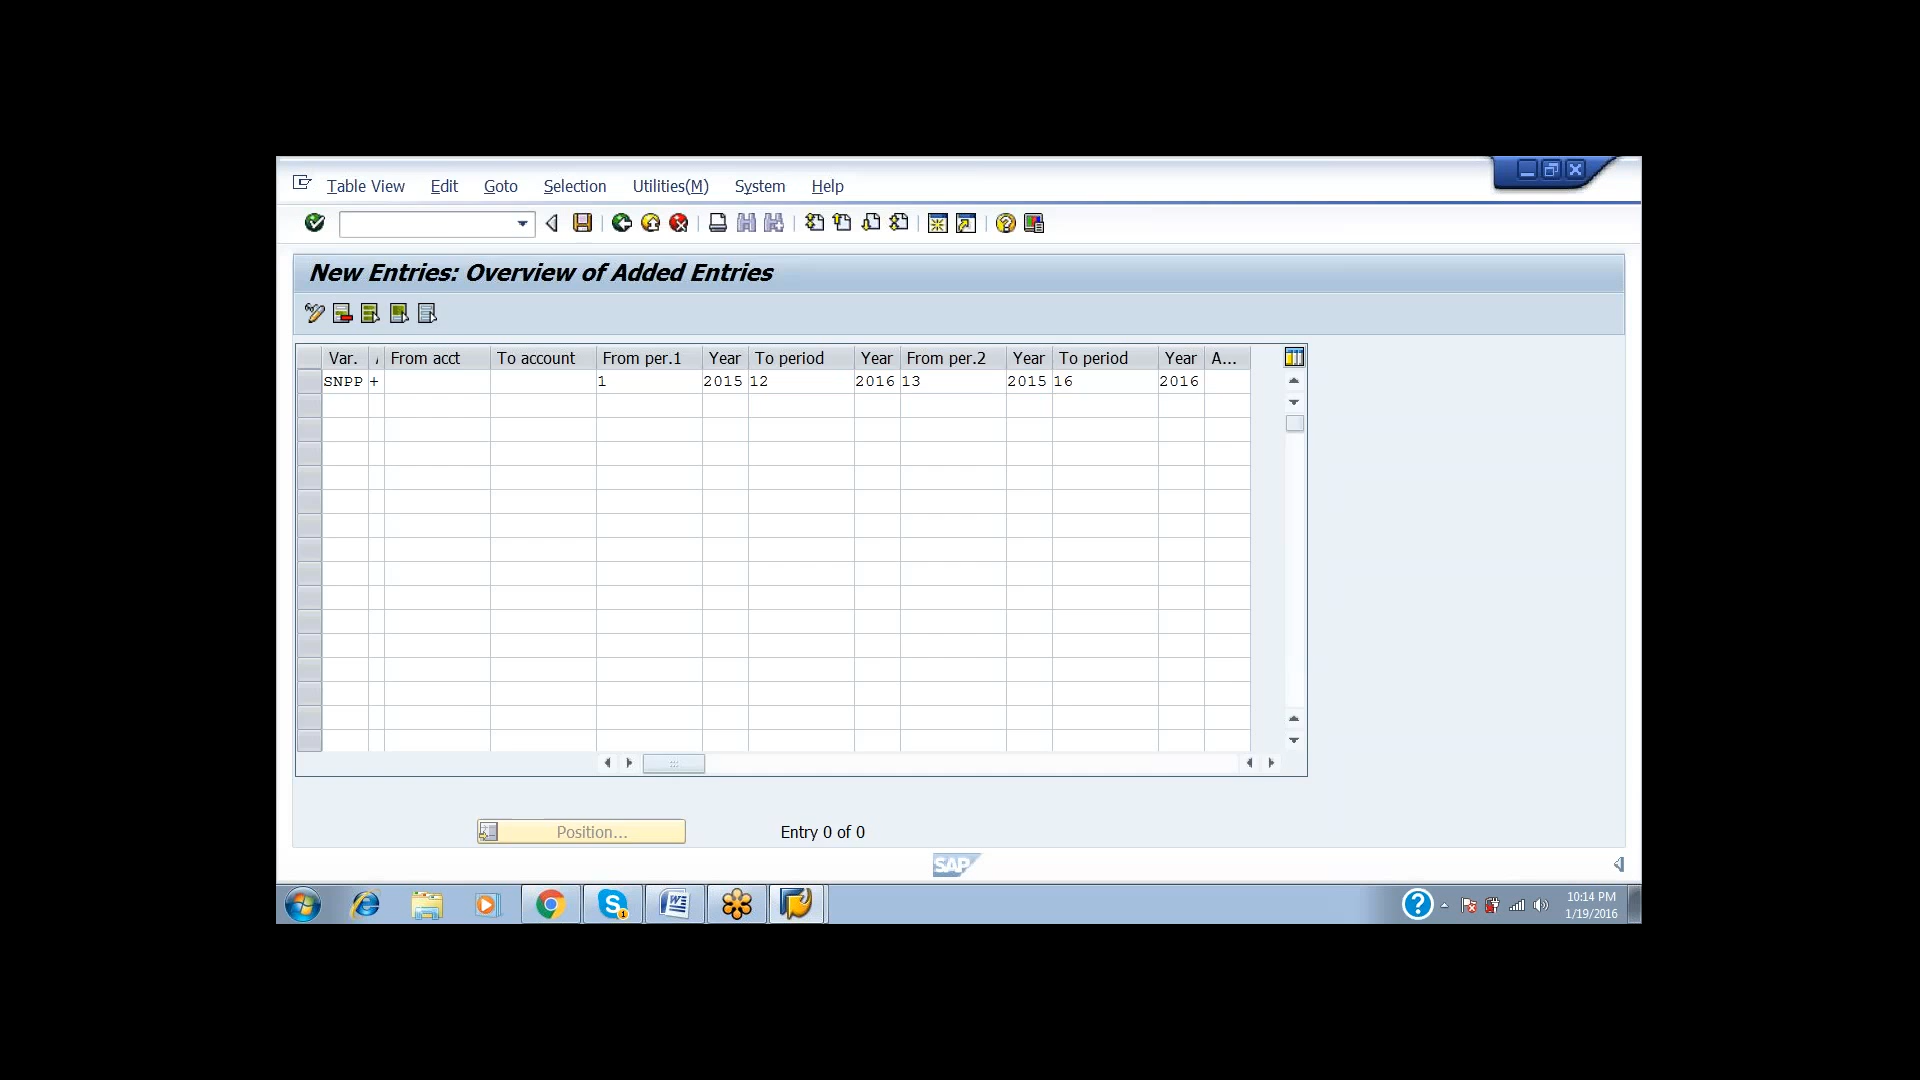 Table View Edit Goto Selection Utilities(M) System Help
New Entries: Overview of Added Entries
Var. From acct To account From per.1 Year To period Year From per.2 Year To period Year A...
SNPP + 1 2015 12 2016 13 2015 16 2016
Position... Entry 0 of 0
SAP
10:14 PM
1/19/2016